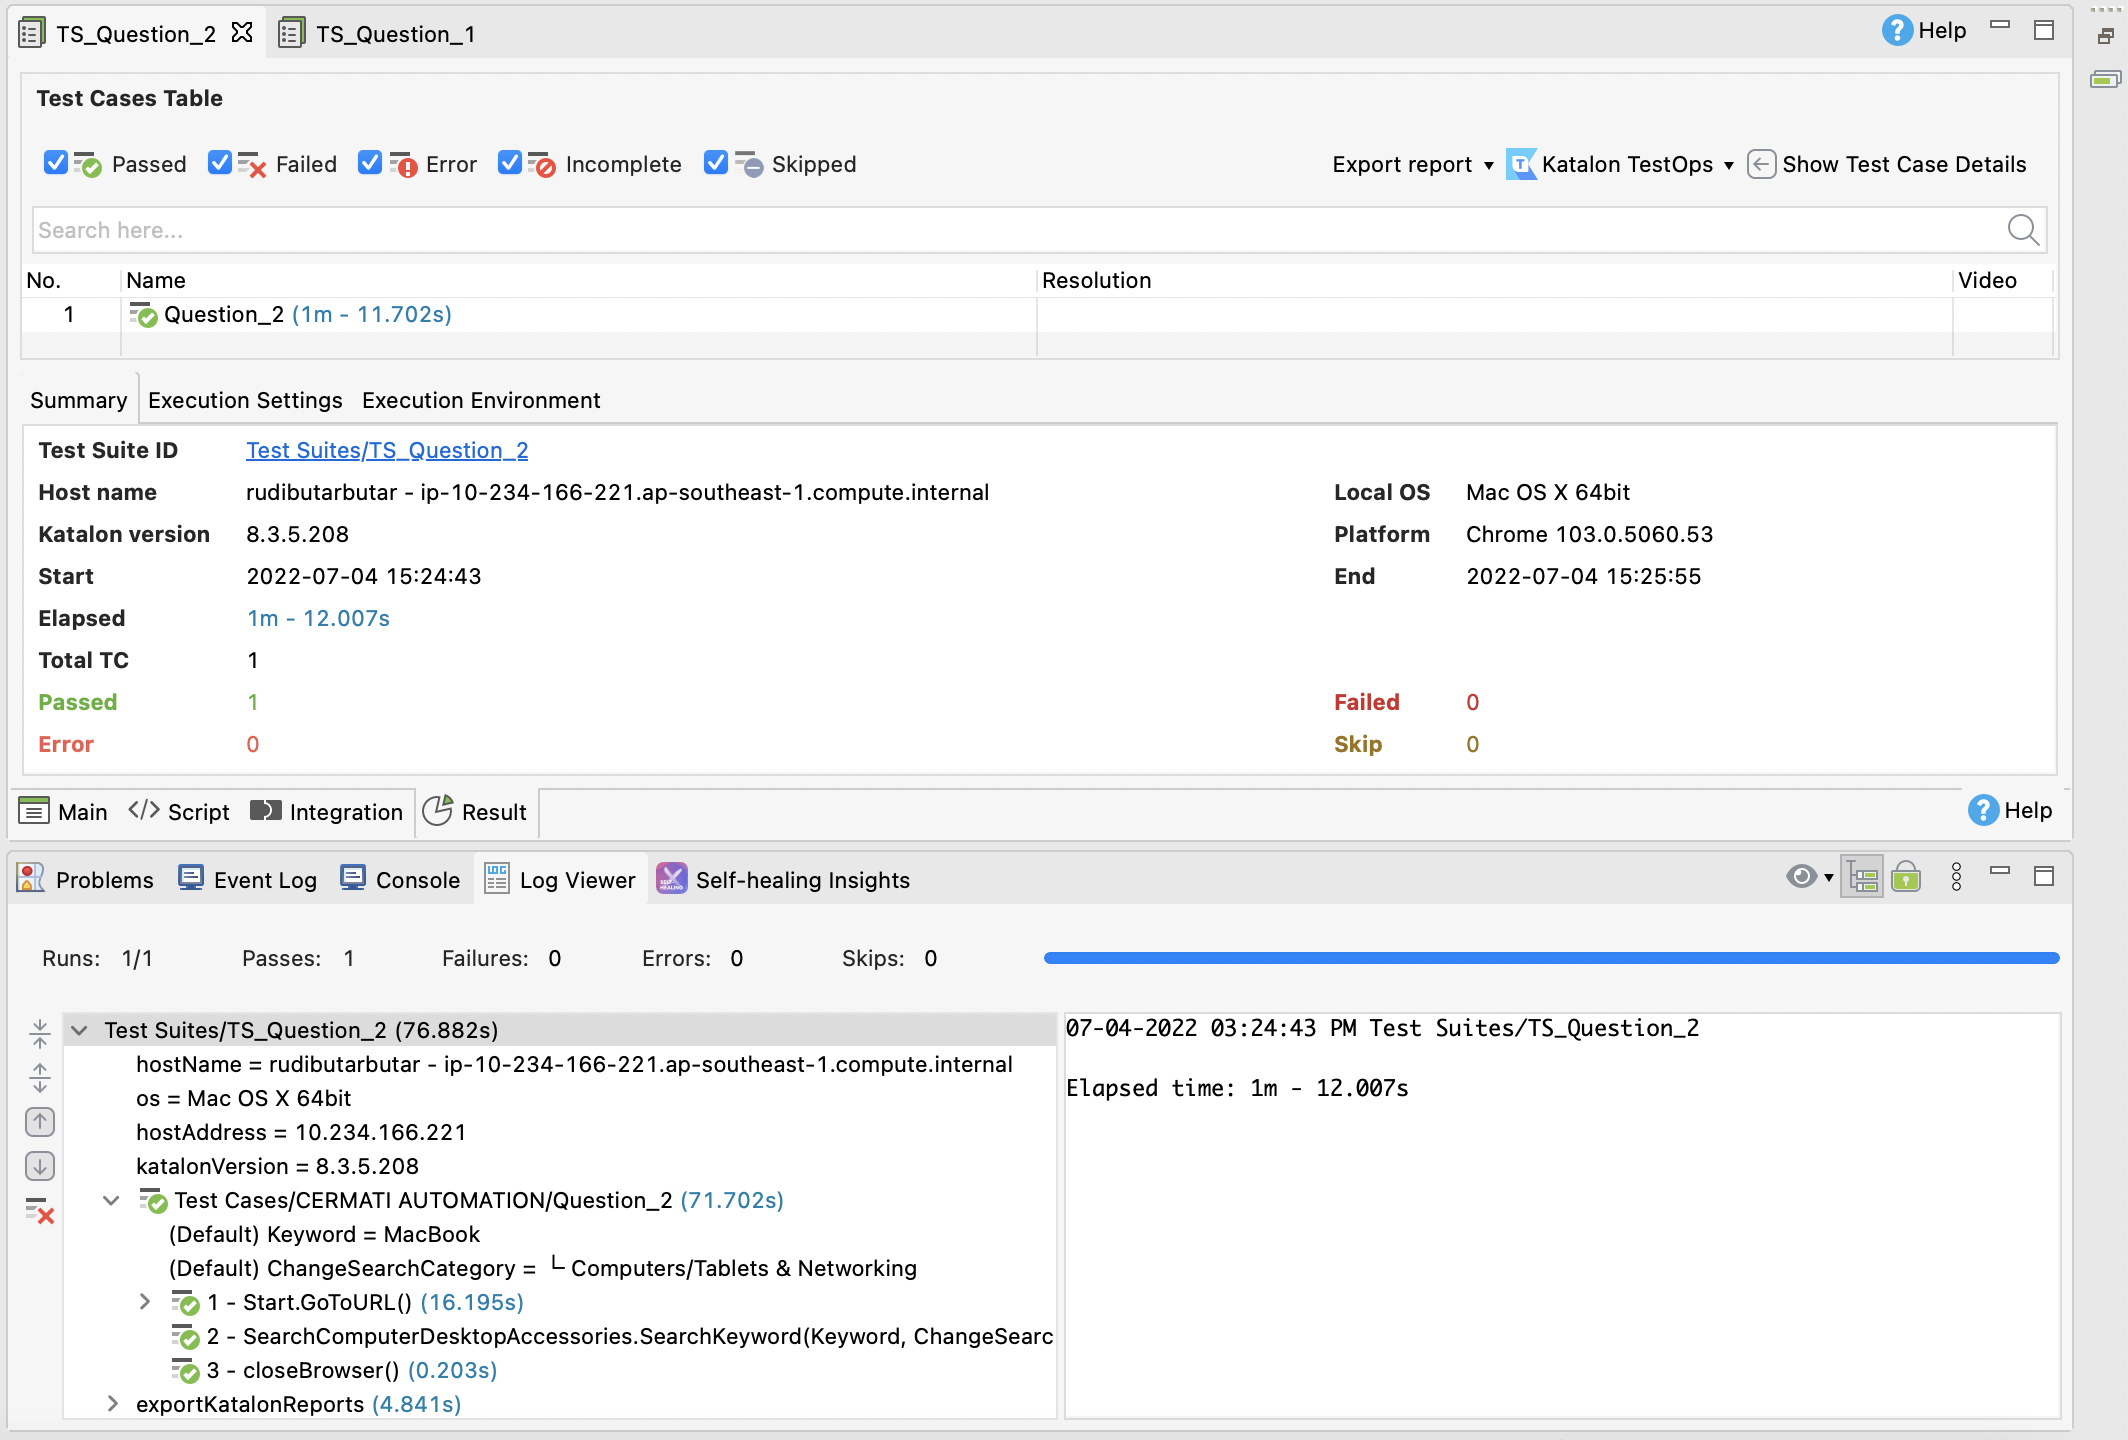 TS_Question_2 TS_Question_1 Help
Test Cases Table
Passed Failed Error Incomplete Skipped Export report Katalon TestOps Show Test Case Details
Search here...
No. Name Resolution Video
1 Question_2 (1m - 11.702s)
Summary Execution Settings Execution Environment
Test Suite ID Test Suites/TS_Question_2
Host name rudibutarbutar - ip-10-234-166-221.ap-southeast-1.compute.internal Local OS Mac OS X 64bit
Katalon version 8.3.5.208 Platform Chrome 103.0.5060.53
Start 2022-07-04 15:24:43 End 2022-07-04 15:25:55
Elapsed 1m - 12.007s
Total TC 1
Passed 1 Failed 0
Error 0 Skip 0
Main Script Integration Result Help
Problems Event Log Console Log Viewer Self-healing Insights
Runs: 1/1 Passes: 1 Failures: 0 Errors: 0 Skips: 0
Test Suites/TS_Question_2 (76.882s)
hostName = rudibutarbutar - ip-10-234-166-221.ap-southeast-1.compute.internal
os = Mac OS X 64bit
hostAddress = 10.234.166.221
katalonVersion = 8.3.5.208
Test Cases/CERMATI AUTOMATION/Question_2 (71.702s)
(Default) Keyword = MacBook
(Default) ChangeSearchCategory = └ Computers/Tablets & Networking
1 - Start.GoToURL() (16.195s)
2 - SearchComputerDesktopAccessories.SearchKeyword(Keyword, ChangeSearc
3 - closeBrowser() (0.203s)
exportKatalonReports (4.841s)
07-04-2022 03:24:43 PM Test Suites/TS_Question_2
Elapsed time: 1m - 12.007s